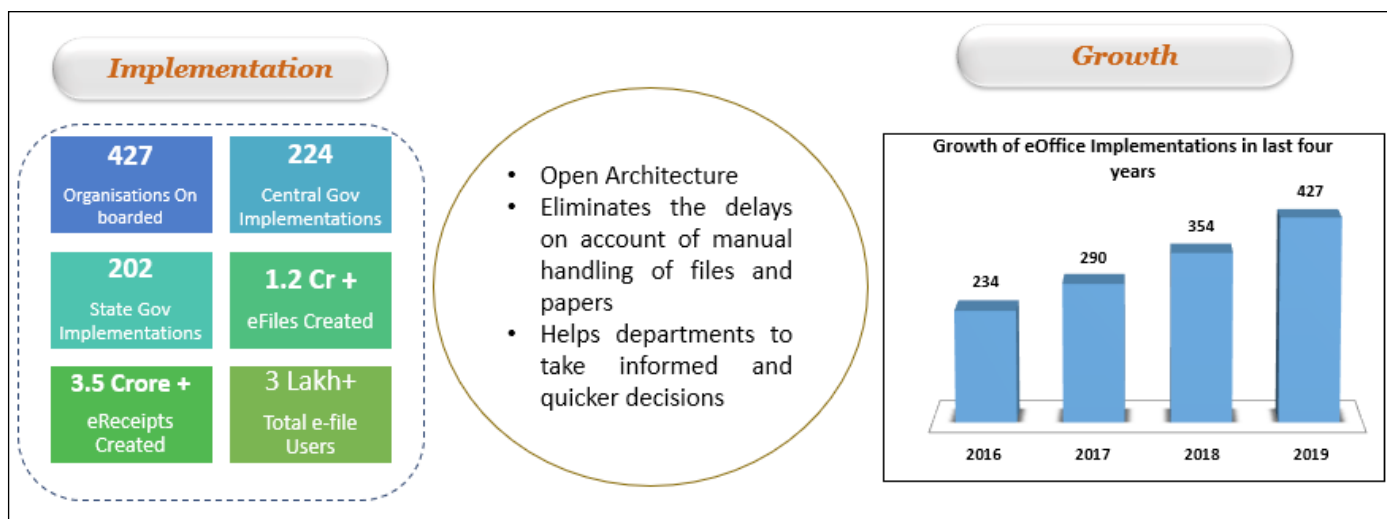 Implementation
427
Organisations On
boarded
224
Central Gov
Implementations
202
State Gov
Implementations
1.2 Cr +
eFiles Created
3.5 Crore +
eReceipts
Created
3 Lakh+
Total e-file
Users
• Open Architecture
• Eliminates the delays
on account of manual
handling of files and
papers
• Helps departments to
take informed and
quicker decisions
Growth
Growth of eOffice Implementations in last four
years
234
290
354
427
2016
2017
2018
2019